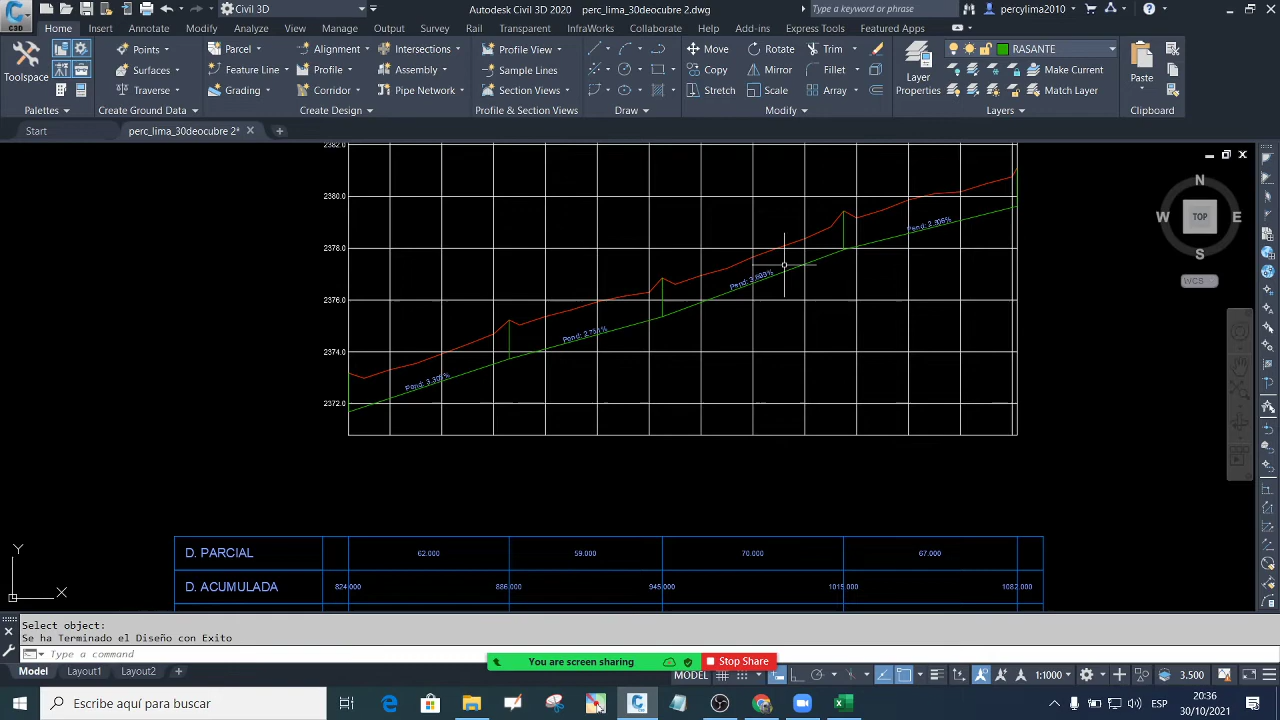 C3D
Civil 3D
Autodesk Civil 3D 2020 perc_lima_30deocubre 2.dwg
Type a keyword or phrase
percylima2010
Home Insert Annotate Modify Analyze View Manage Output Survey Rail Transparent InfraWorks Collaborate Help Add-ins Express Tools Featured Apps
Toolspace
Points
Surfaces
Traverse
Parcel
Feature Line
Grading
Alignment
Profile
Corridor
Intersections
Assembly
Pipe Network
Profile View
Sample Lines
Section Views
Move
Copy
Stretch
Rotate
Mirror
Scale
Trim
Fillet
Array
Layer
Properties
RASANTE
Make Current
Match Layer
Paste
Palettes Create Ground Data Create Design Profile & Section Views Draw Modify Layers Clipboard
Start perc_lima_30deocubre 2*
2382.0
2380.0
2378.0
2376.0
2374.0
2372.0
N
W TOP E
S
WCS
D. PARCIAL 62.000 59.000 70.000 67.000
D. ACUMULADA 824.000 886.000 945.000 1015.000 1082.000
Y
X
Select object:
Se ha Terminado el Diseño con Exito
Type a command
You are screen sharing Stop Share
Model Layout1 Layout2
MODEL 1:1000 3.500
Escribe aquí para buscar
ESP
20:36
30/10/2021